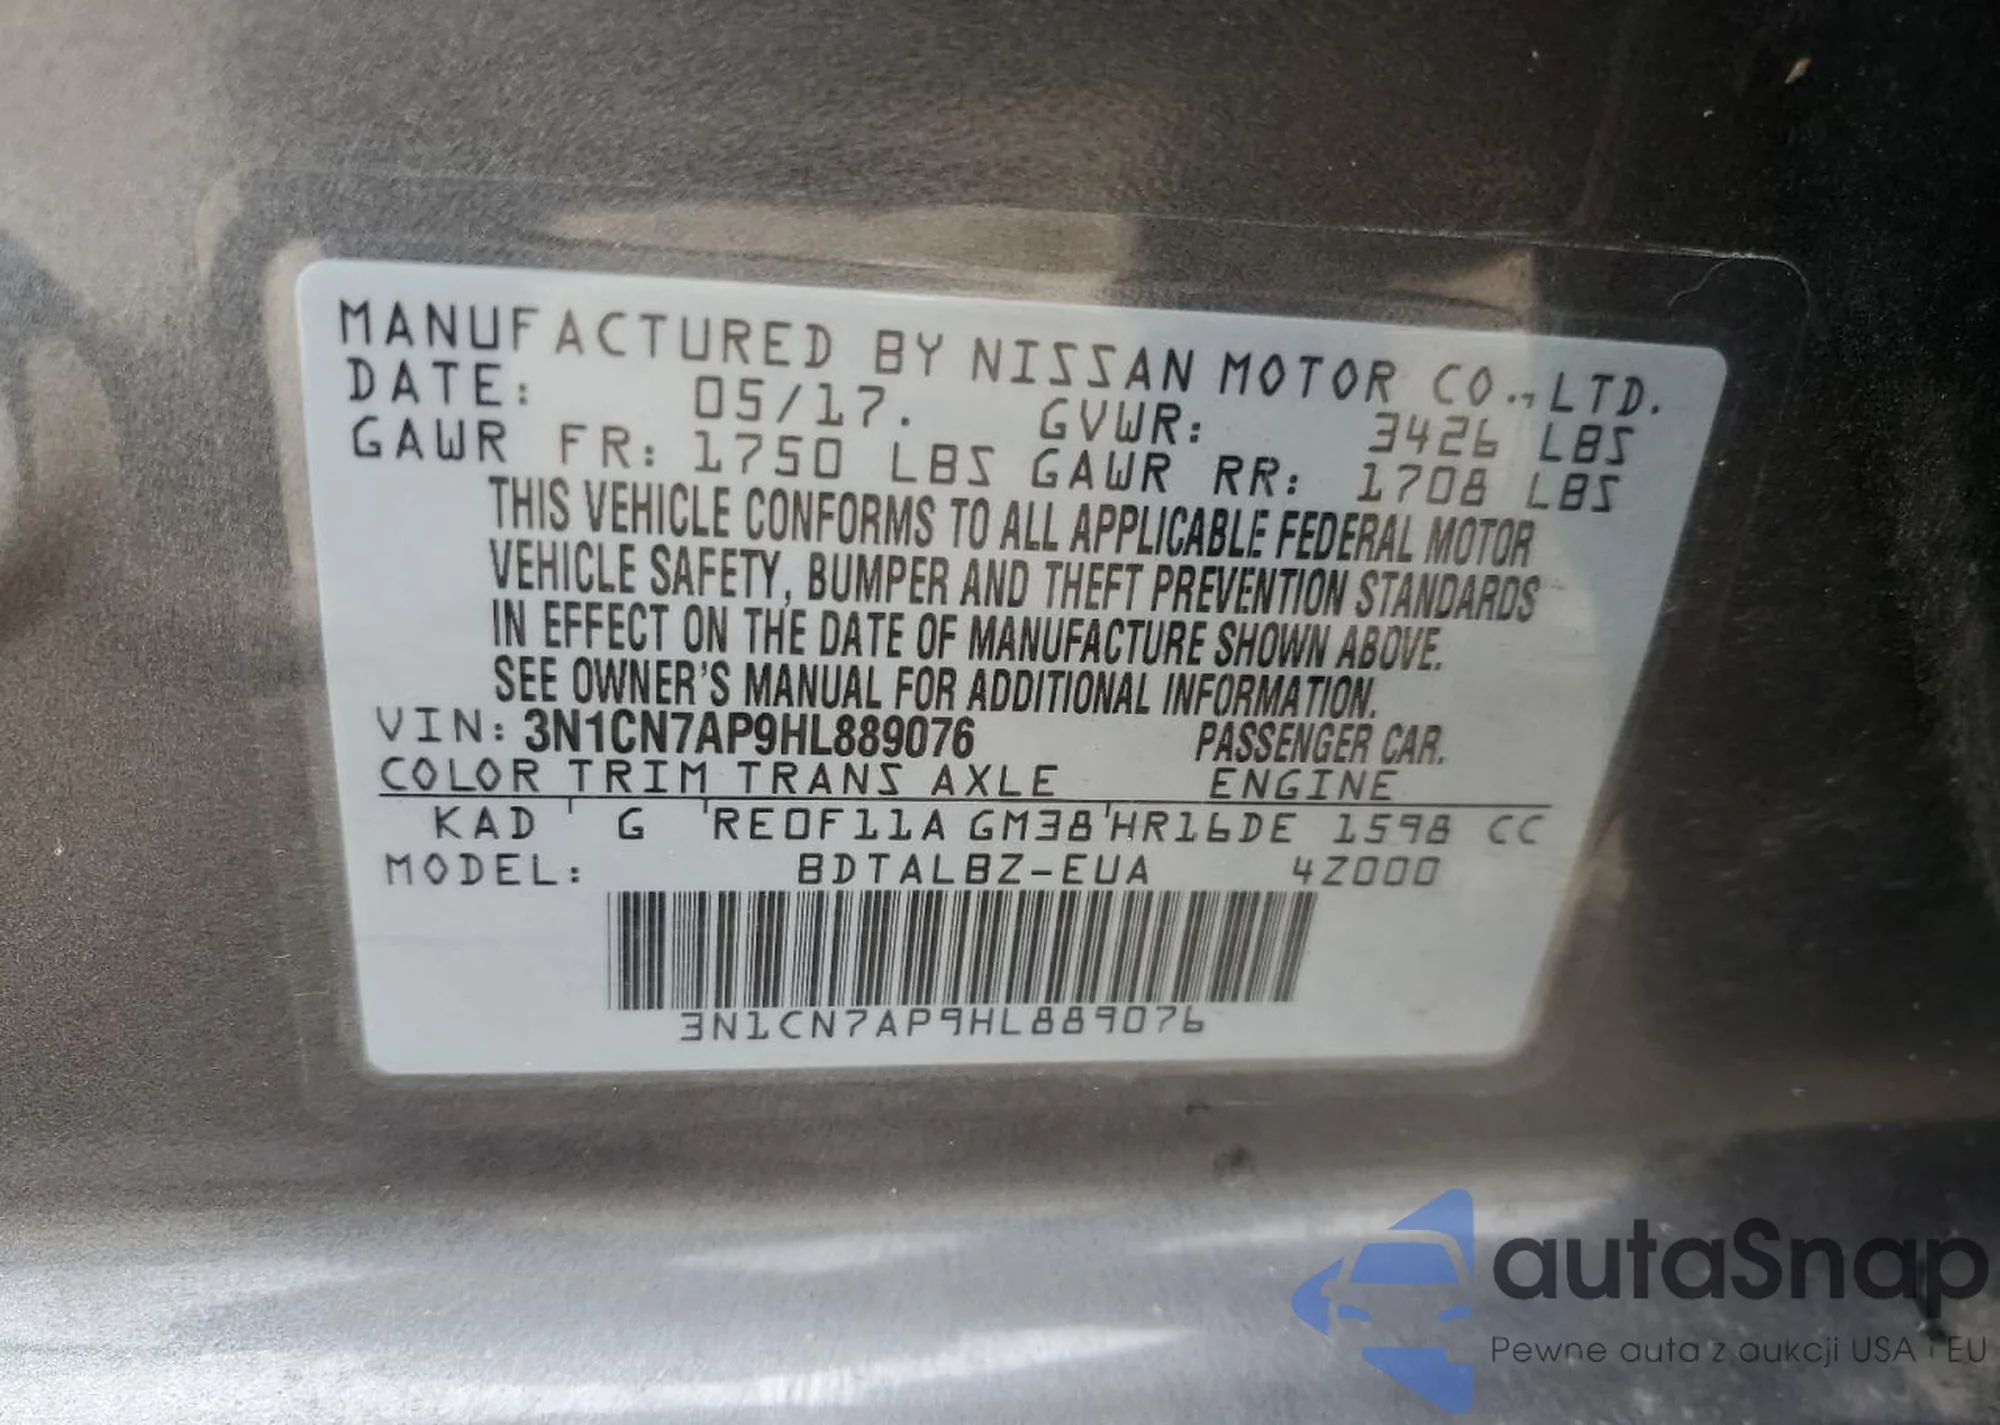 MANUFACTURED BY NISSAN MOTOR CO., LTD.
DATE: 05/17. GVWR: 3426 LBS
GAWR FR: 1750 LBS GAWR RR: 1708 LBS
THIS VEHICLE CONFORMS TO ALL APPLICABLE FEDERAL MOTOR
VEHICLE SAFETY, BUMPER AND THEFT PREVENTION STANDARDS
IN EFFECT ON THE DATE OF MANUFACTURE SHOWN ABOVE.
SEE OWNER'S MANUAL FOR ADDITIONAL INFORMATION.
VIN: 3N1CN7AP9HL889076 PASSENGER CAR.
COLOR TRIM TRANS AXLE ENGINE
KAD G RE0F11A GM38 HR16DE 1598 CC
MODEL: BDTALBZ-EUA 4Z000
3N1CN7AP9HL889076
autaSnap
Pewne auta z aukcji USA i EU